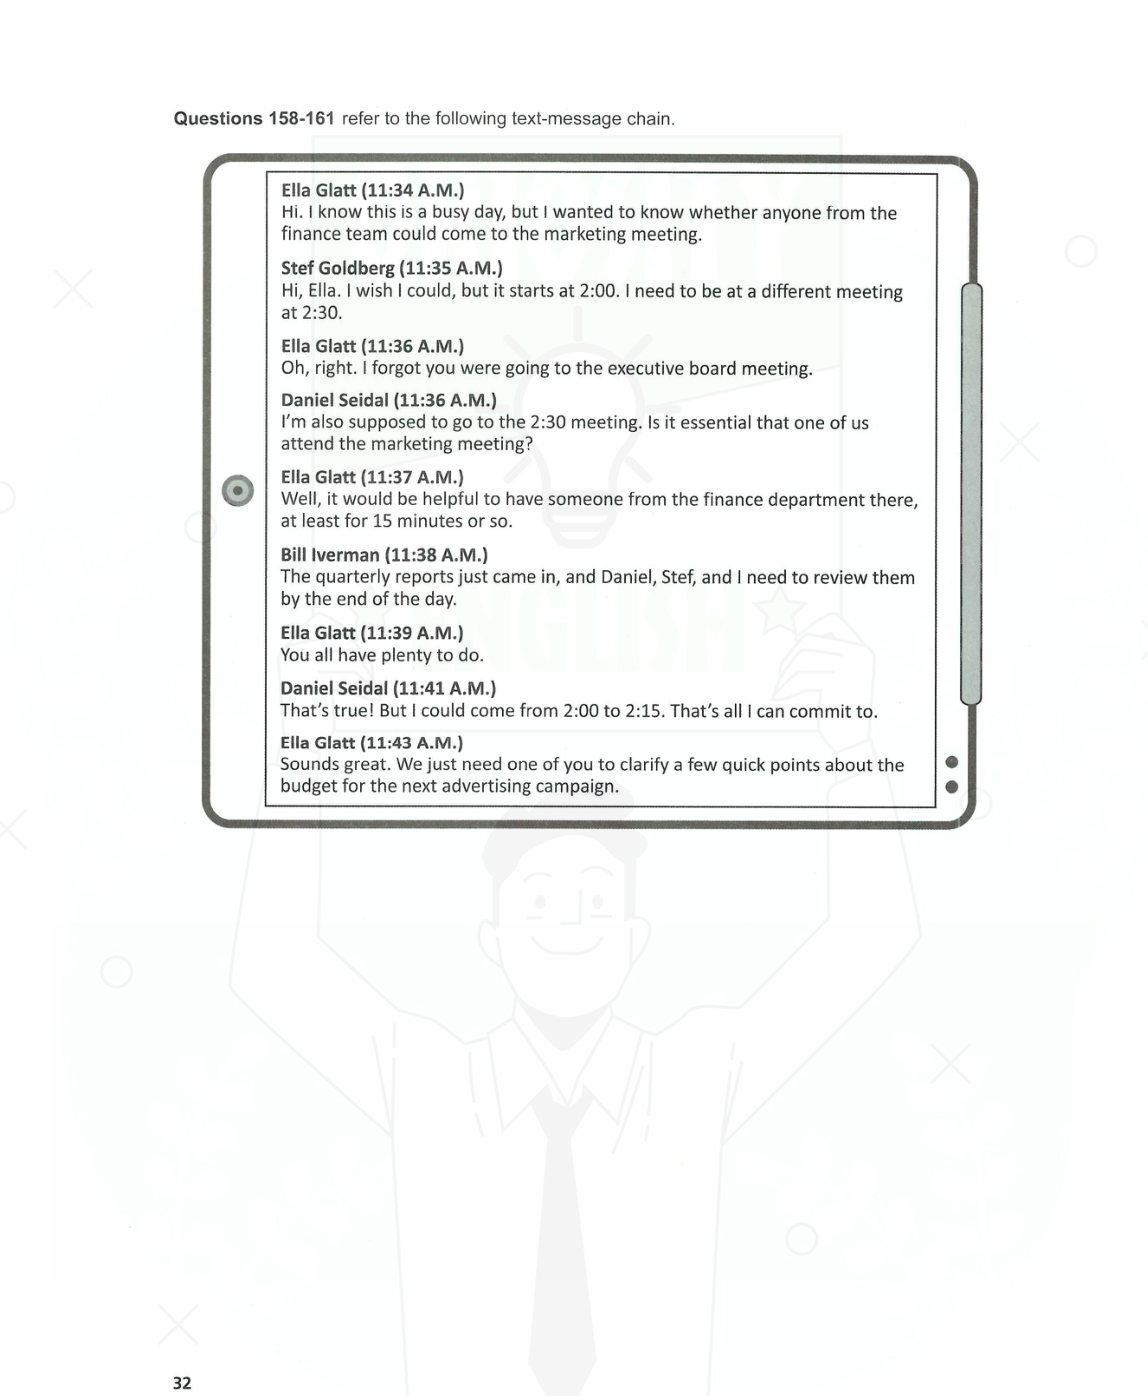 Questions 158-161 refer to the following text-message chain.
Ella Glatt (11:34 A.M.)
Hi. I know this is a busy day, but I wanted to know whether anyone from the
finance team could come to the marketing meeting.
Stef Goldberg (11:35 A.M.)
Hi, Ella. I wish I could, but it starts at 2:00. I need to be at a different meeting
at 2:30.
Ella Glatt (11:36 A.M.)
Oh, right. I forgot you were going to the executive board meeting.
Daniel Seidal (11:36 A.M.)
I'm also supposed to go to the 2:30 meeting. Is it essential that one of us
attend the marketing meeting?
Ella Glatt (11:37 A.M.)
Well, it would be helpful to have someone from the finance department there,
at least for 15 minutes or so.
Bill Iverman (11:38 A.M.)
The quarterly reports just came in, and Daniel, Stef, and I need to review them
by the end of the day.
Ella Glatt (11:39 A.M.)
You all have plenty to do.
Daniel Seidal (11:41 A.M.)
That's true! But I could come from 2:00 to 2:15. That's all I can commit to.
Ella Glatt (11:43 A.M.)
Sounds great. We just need one of you to clarify a few quick points about the
budget for the next advertising campaign.
ENGLISH
32